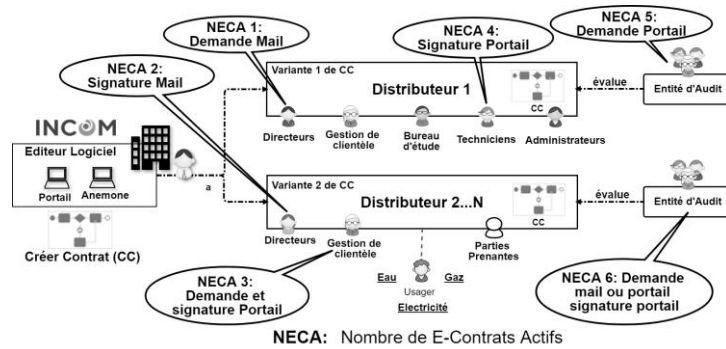 NECA 1:
Demande Mail
NECA 4:
Signature Portail
NECA 5:
Demande Portail
NECA 2:
Signature Mail
Variante 1 de CC
Distributeur 1
CC
évalue
Entité d'Audit
Directeurs
Gestion de
clientèle
Bureau
d'étude
Techniciens
Administrateurs
INCOM
Editeur Logiciel
Portail
Anemone
a
Créer Contrat (CC)
Variante 2 de CC
Distributeur 2...N
CC
évalue
Entité d'Audit
Directeurs
Gestion de
clientèle
Parties
Prenantes
Eau
Gaz
Usager
Electricité
NECA 3:
Demande et
signature Portail
NECA 6: Demande
mail ou portail
signature portail
NECA: Nombre de E-Contrats Actifs